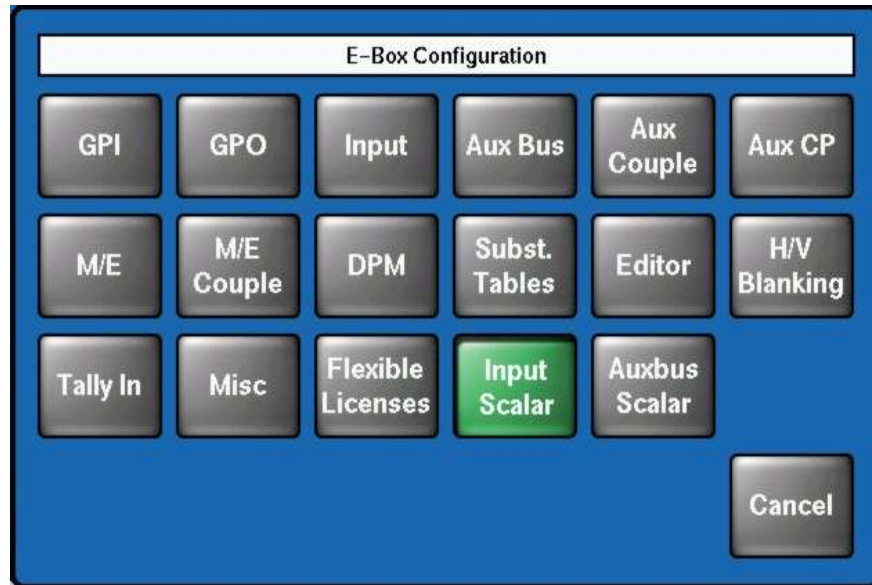 E-Box Configuration
GPI
GPO
Input
Aux Bus
Aux
Couple
Aux CP
M/E
M/E
Couple
DPM
Subst.
Tables
Editor
H/V
Blanking
Tally In
Misc
Flexible
Licenses
Input
Scalar
Auxbus
Scalar
Cancel